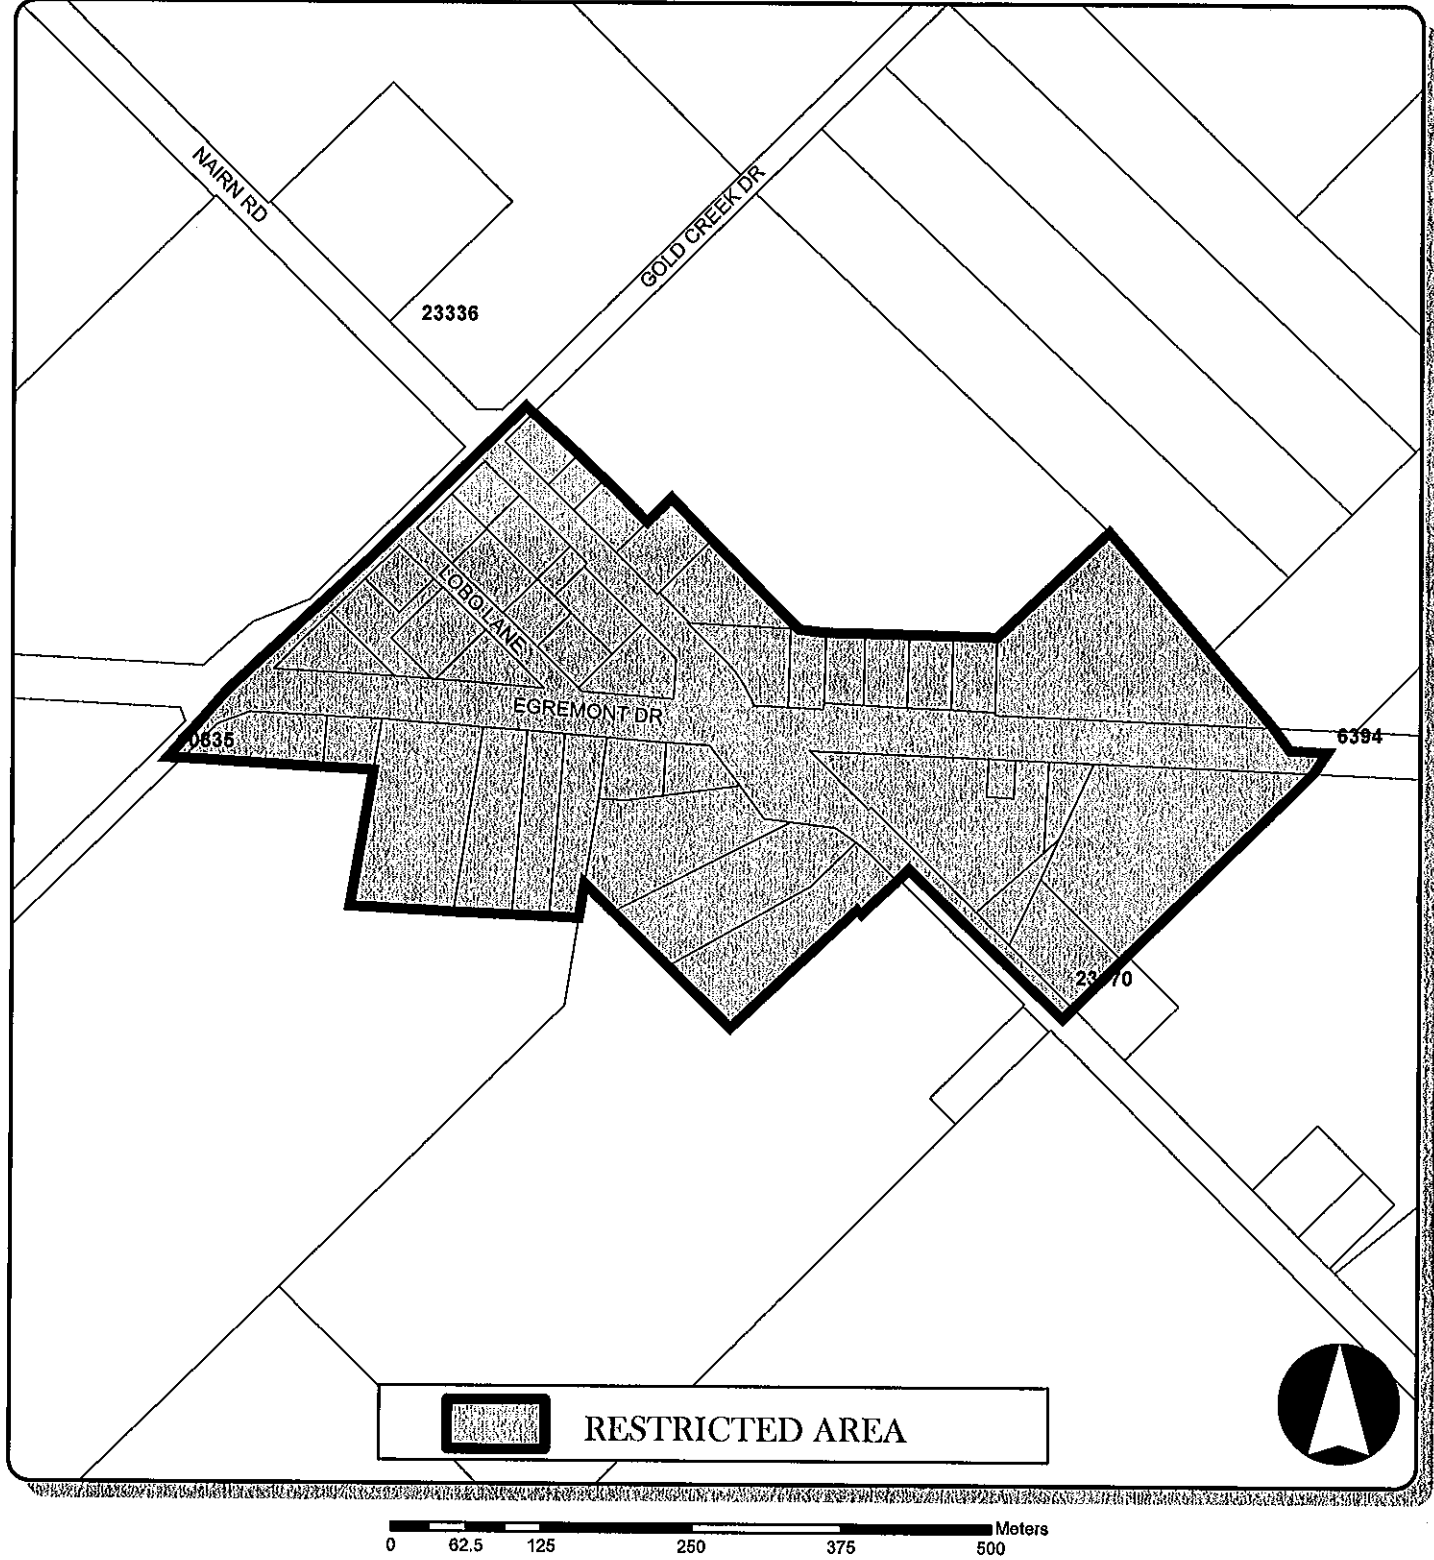 NAIRN RD
GOLD CREEK DR
23336
LOBO LANE
EGREMONT DR
6394
RESTRICTED AREA
Meters
0 62.5 125 250 375 500